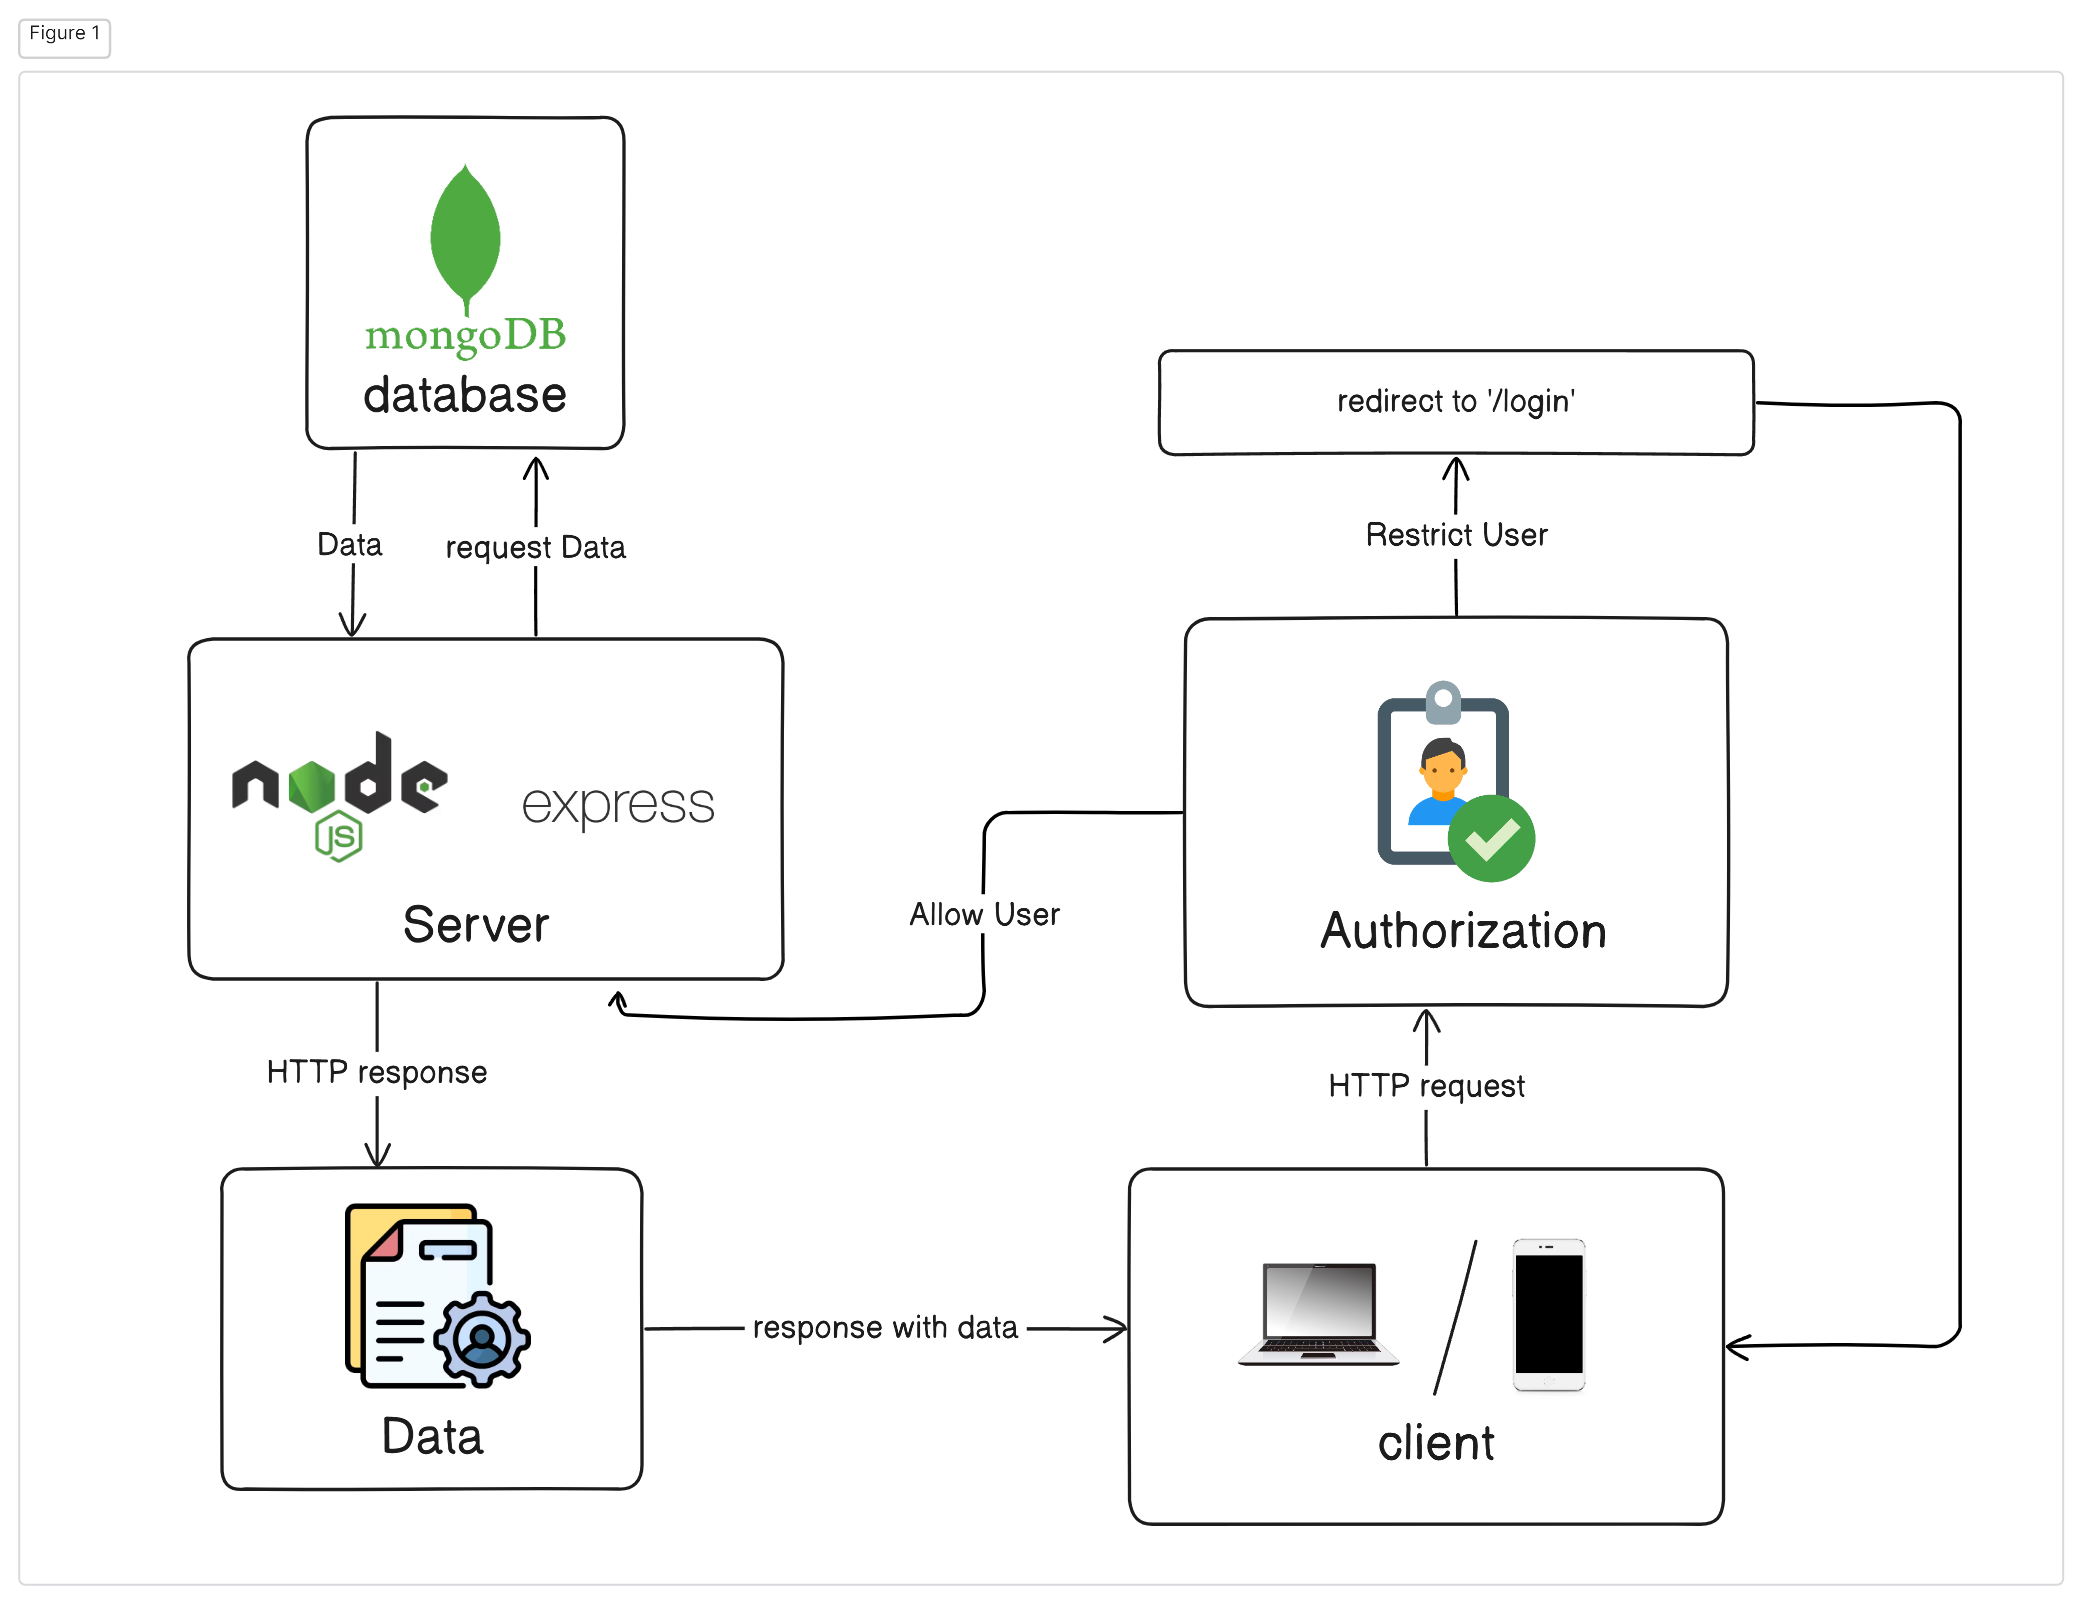 Figure 1
mongoDB
database
redirect to '/login'
Data
request Data
Restrict User
node
JS
express
Server
Allow User
Authorization
HTTP response
HTTP request
response with data
Data
client